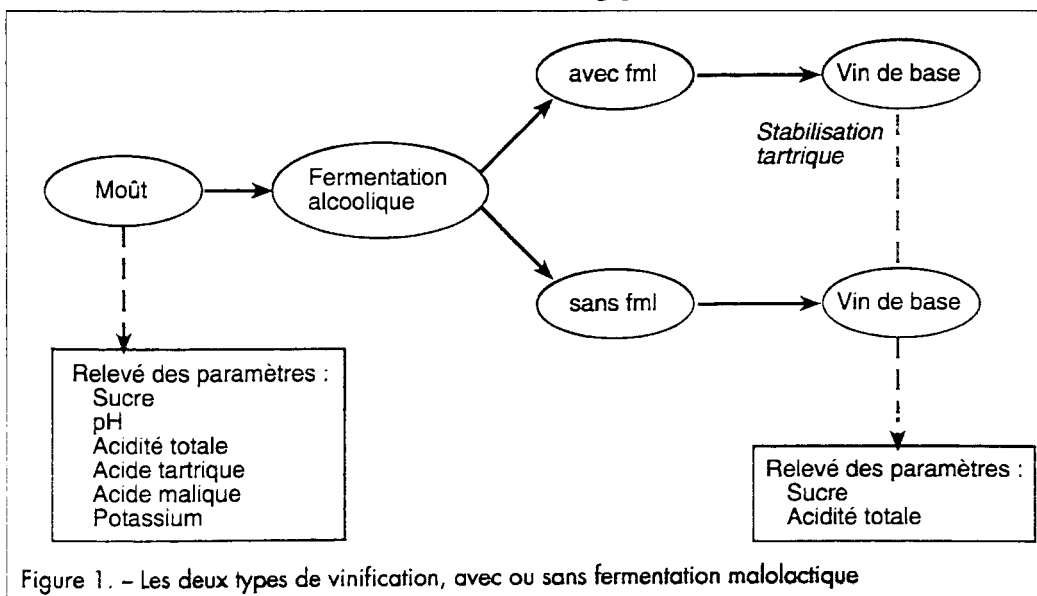 avec fml
Vin de base
Stabilisation
tartrique
Moût
Fermentation
alcoolique
sans fml
Vin de base
Relevé des paramètres :
Sucre
pH
Acidité totale
Acide tartrique
Acide malique
Potassium
Relevé des paramètres :
Sucre
Acidité totale
Figure 1. – Les deux types de vinification, avec ou sans fermentation malolactique